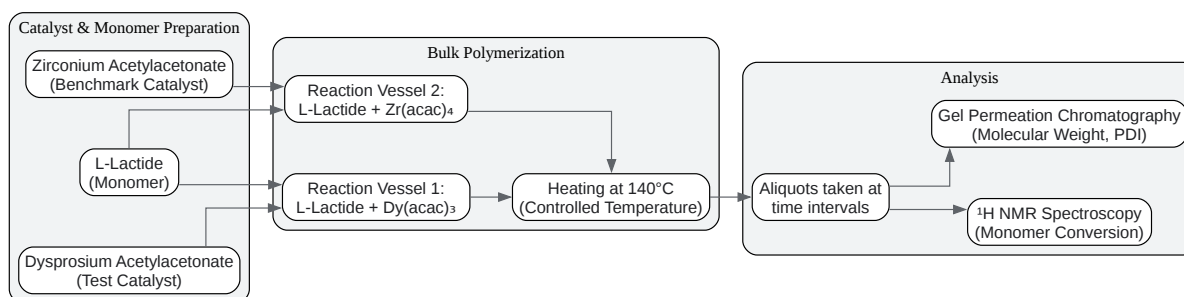 Catalyst & Monomer Preparation
Zirconium Acetylacetonate
(Benchmark Catalyst)
L-Lactide
(Monomer)
Dysprosium Acetylacetonate
(Test Catalyst)
Bulk Polymerization
Reaction Vessel 2:
L-Lactide + Zr(acac)₄
Reaction Vessel 1:
L-Lactide + Dy(acac)₃
Heating at 140°C
(Controlled Temperature)
Analysis
Aliquots taken at
time intervals
Gel Permeation Chromatography
(Molecular Weight, PDI)
¹H NMR Spectroscopy
(Monomer Conversion)